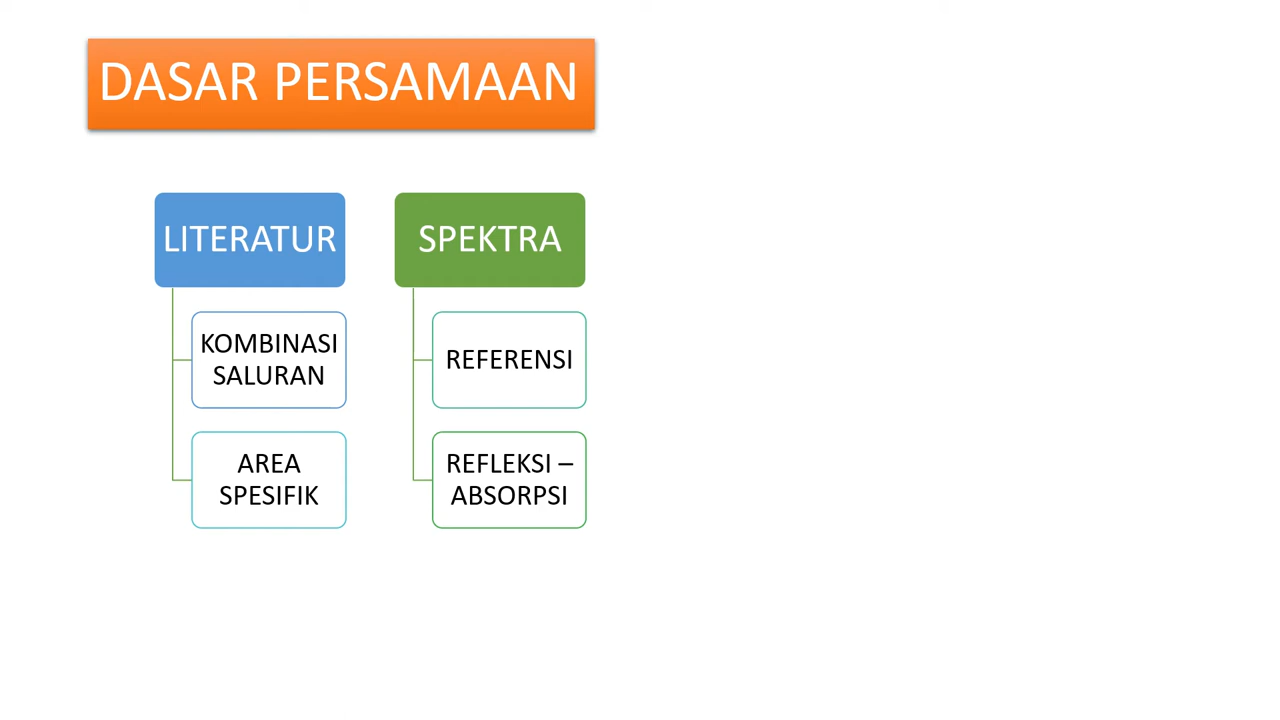 DASAR PERSAMAAN
LITERATUR
KOMBINASI
SALURAN
AREA
SPESIFIK
SPEKTRA
REFERENSI
REFLEKSI –
ABSORPSI